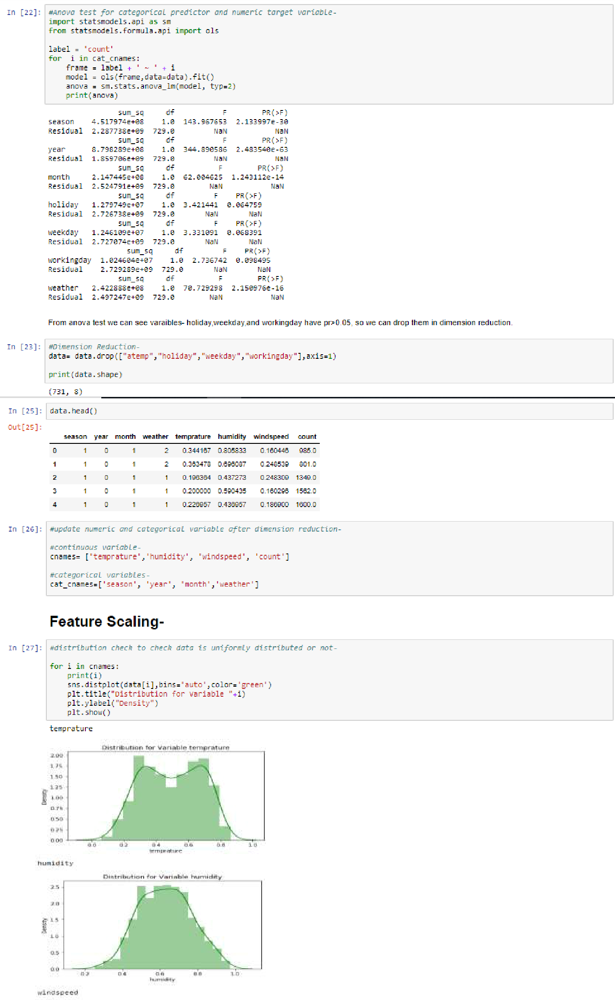 In [22]: #Anova test for categorical predictor and numeric target variable-
import statsmodels.api as sm
from statsmodels.formula.api import ols
label = 'count'
for  i in cat_cnames:
    frame = label + ' ~ ' + i
    model = ols(frame,data=data).fit()
    anova = sm.stats.anova_lm(model, typ=2)
    print(anova)
sum_sq df F PR(>F)
season 4.517974e+08 1.0 143.967653 2.133997e-30
Residual 2.287738e+09 729.0 NaN NaN
sum_sq df F PR(>F)
year 8.798289e+08 1.0 344.890586 2.483540e-63
Residual 1.859706e+09 729.0 NaN NaN
sum_sq df F PR(>F)
month 2.147445e+08 1.0 62.004625 1.243112e-14
Residual 2.524791e+09 729.0 NaN NaN
sum_sq df F PR(>F)
holiday 1.279749e+07 1.0 3.421441 0.064759
Residual 2.726738e+09 729.0 NaN NaN
sum_sq df F PR(>F)
weekday 1.246109e+07 1.0 3.331091 0.068391
Residual 2.727074e+09 729.0 NaN NaN
sum_sq df F PR(>F)
workingday 1.024604e+07 1.0 2.736742 0.098495
Residual 2.729289e+09 729.0 NaN NaN
sum_sq df F PR(>F)
weather 2.422888e+08 1.0 70.729298 2.150976e-16
Residual 2.497247e+09 729.0 NaN NaN
From anova test we can see varaibles- holiday,weekday,and workingday have pr>0.05, so we can drop them in dimension reduction.
In [23]: #Dimension Reduction-
data= data.drop(["atemp","holiday","weekday","workingday"],axis=1)
print(data.shape)
(731, 8)
In [25]: data.head()
Out[25]:
season year month weather temprature humidity windspeed count
0 1 0 1 2 0.344167 0.805833 0.160446 985.0
1 1 0 1 2 0.363478 0.696087 0.248539 801.0
2 1 0 1 1 0.196364 0.437273 0.248309 1349.0
3 1 0 1 1 0.200000 0.590435 0.160296 1562.0
4 1 0 1 1 0.226957 0.436957 0.186900 1600.0
In [26]: #update numeric and categorical variable after dimension reduction-
#continuous variable-
cnames= ['temprature','humidity', 'windspeed', 'count']
#categorical variables-
cat_cnames=['season', 'year', 'month','weather']
Feature Scaling-
In [27]: #distribution check to check data is uniformly distributed or not-
for i in cnames:
    print(i)
    sns.distplot(data[i],bins='auto',color='green')
    plt.title("Distribution for Variable "+i)
    plt.ylabel("Density")
    plt.show()
temprature
Distribution for Variable temprature
2.00
1.75
1.50
1.25
1.00
0.75
0.50
0.25
0.00
Density
0.0 0.2 0.4 0.6 0.8 1.0
temprature
humidity
Distribution for Variable humidity
2.5
2.0
1.5
1.0
0.5
0.0
Density
0.2 0.4 0.6 0.8 1.0
humidity
windspeed